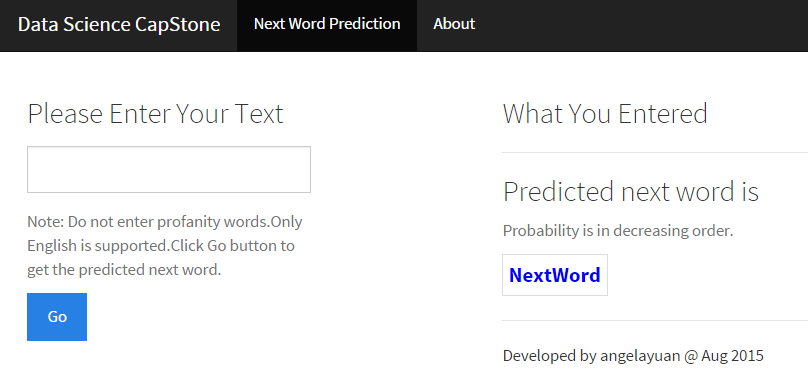 Data Science CapStone Next Word Prediction About
Please Enter Your Text
Note: Do not enter profanity words.Only
English is supported.Click Go button to
get the predicted next word.
Go
What You Entered
Predicted next word is
Probability is in decreasing order.
NextWord
Developed by angelayuan @ Aug 2015